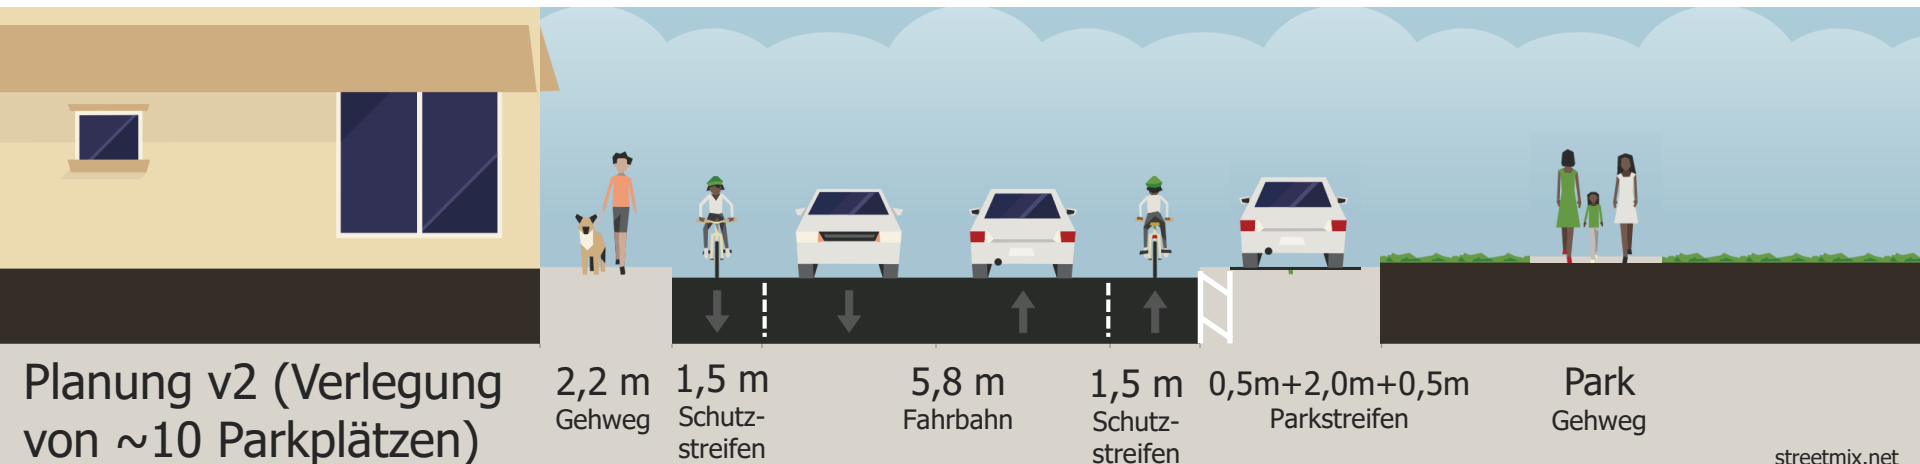 Planung v2 (Verlegung
von ~10 Parkplätzen)
2,2 m
Gehweg
1,5 m
Schutz-
streifen
5,8 m
Fahrbahn
1,5 m
Schutz-
streifen
0,5m+2,0m+0,5m
Parkstreifen
Park
Gehweg
streetmix.net